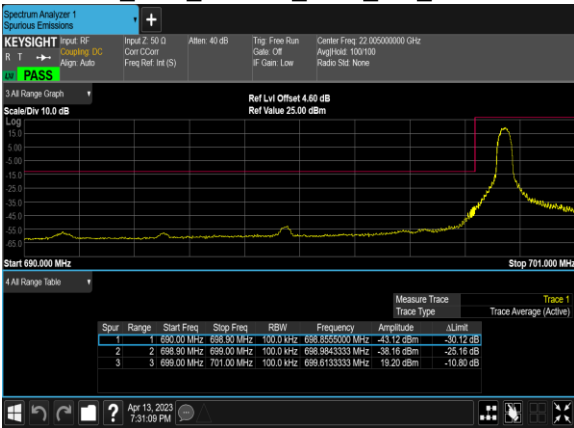 Spectrum Analyzer 1
Spurious Emissions
+
KEYSIGHT Input: RF Input Z: 50 Ω Atten: 40 dB Trig: Free Run Center Freq: 22.005000000 GHz
R T Coupling: DC Corr CCorr Gate: Off Avg|Hold: 100/100
Align: Auto Freq Ref: Int (S) IF Gain: Low Radio Std: None
PASS
3 All Range Graph
Ref Lvl Offset 4.60 dB
Scale/Div 10.0 dB Ref Value 25.00 dBm
Log
15.0
5.00
-5.00
-15.0
-25.0
-35.0
-45.0
-55.0
-65.0
Start 690.000 MHz Stop 701.000 MHz
4 All Range Table
Measure Trace Trace 1
Trace Type Trace Average (Active)
Spur Range Start Freq Stop Freq RBW Frequency Amplitude ΔLimit
1 1 690.00 MHz 698.90 MHz 100.0 kHz 698.8555000 MHz -43.12 dBm -30.12 dB
2 2 698.90 MHz 699.00 MHz 100.0 kHz 698.9843333 MHz -38.16 dBm -25.16 dB
3 3 699.00 MHz 701.00 MHz 100.0 kHz 699.6133333 MHz 19.20 dBm -10.80 dB
? Apr 13, 2023
7:31:09 PM